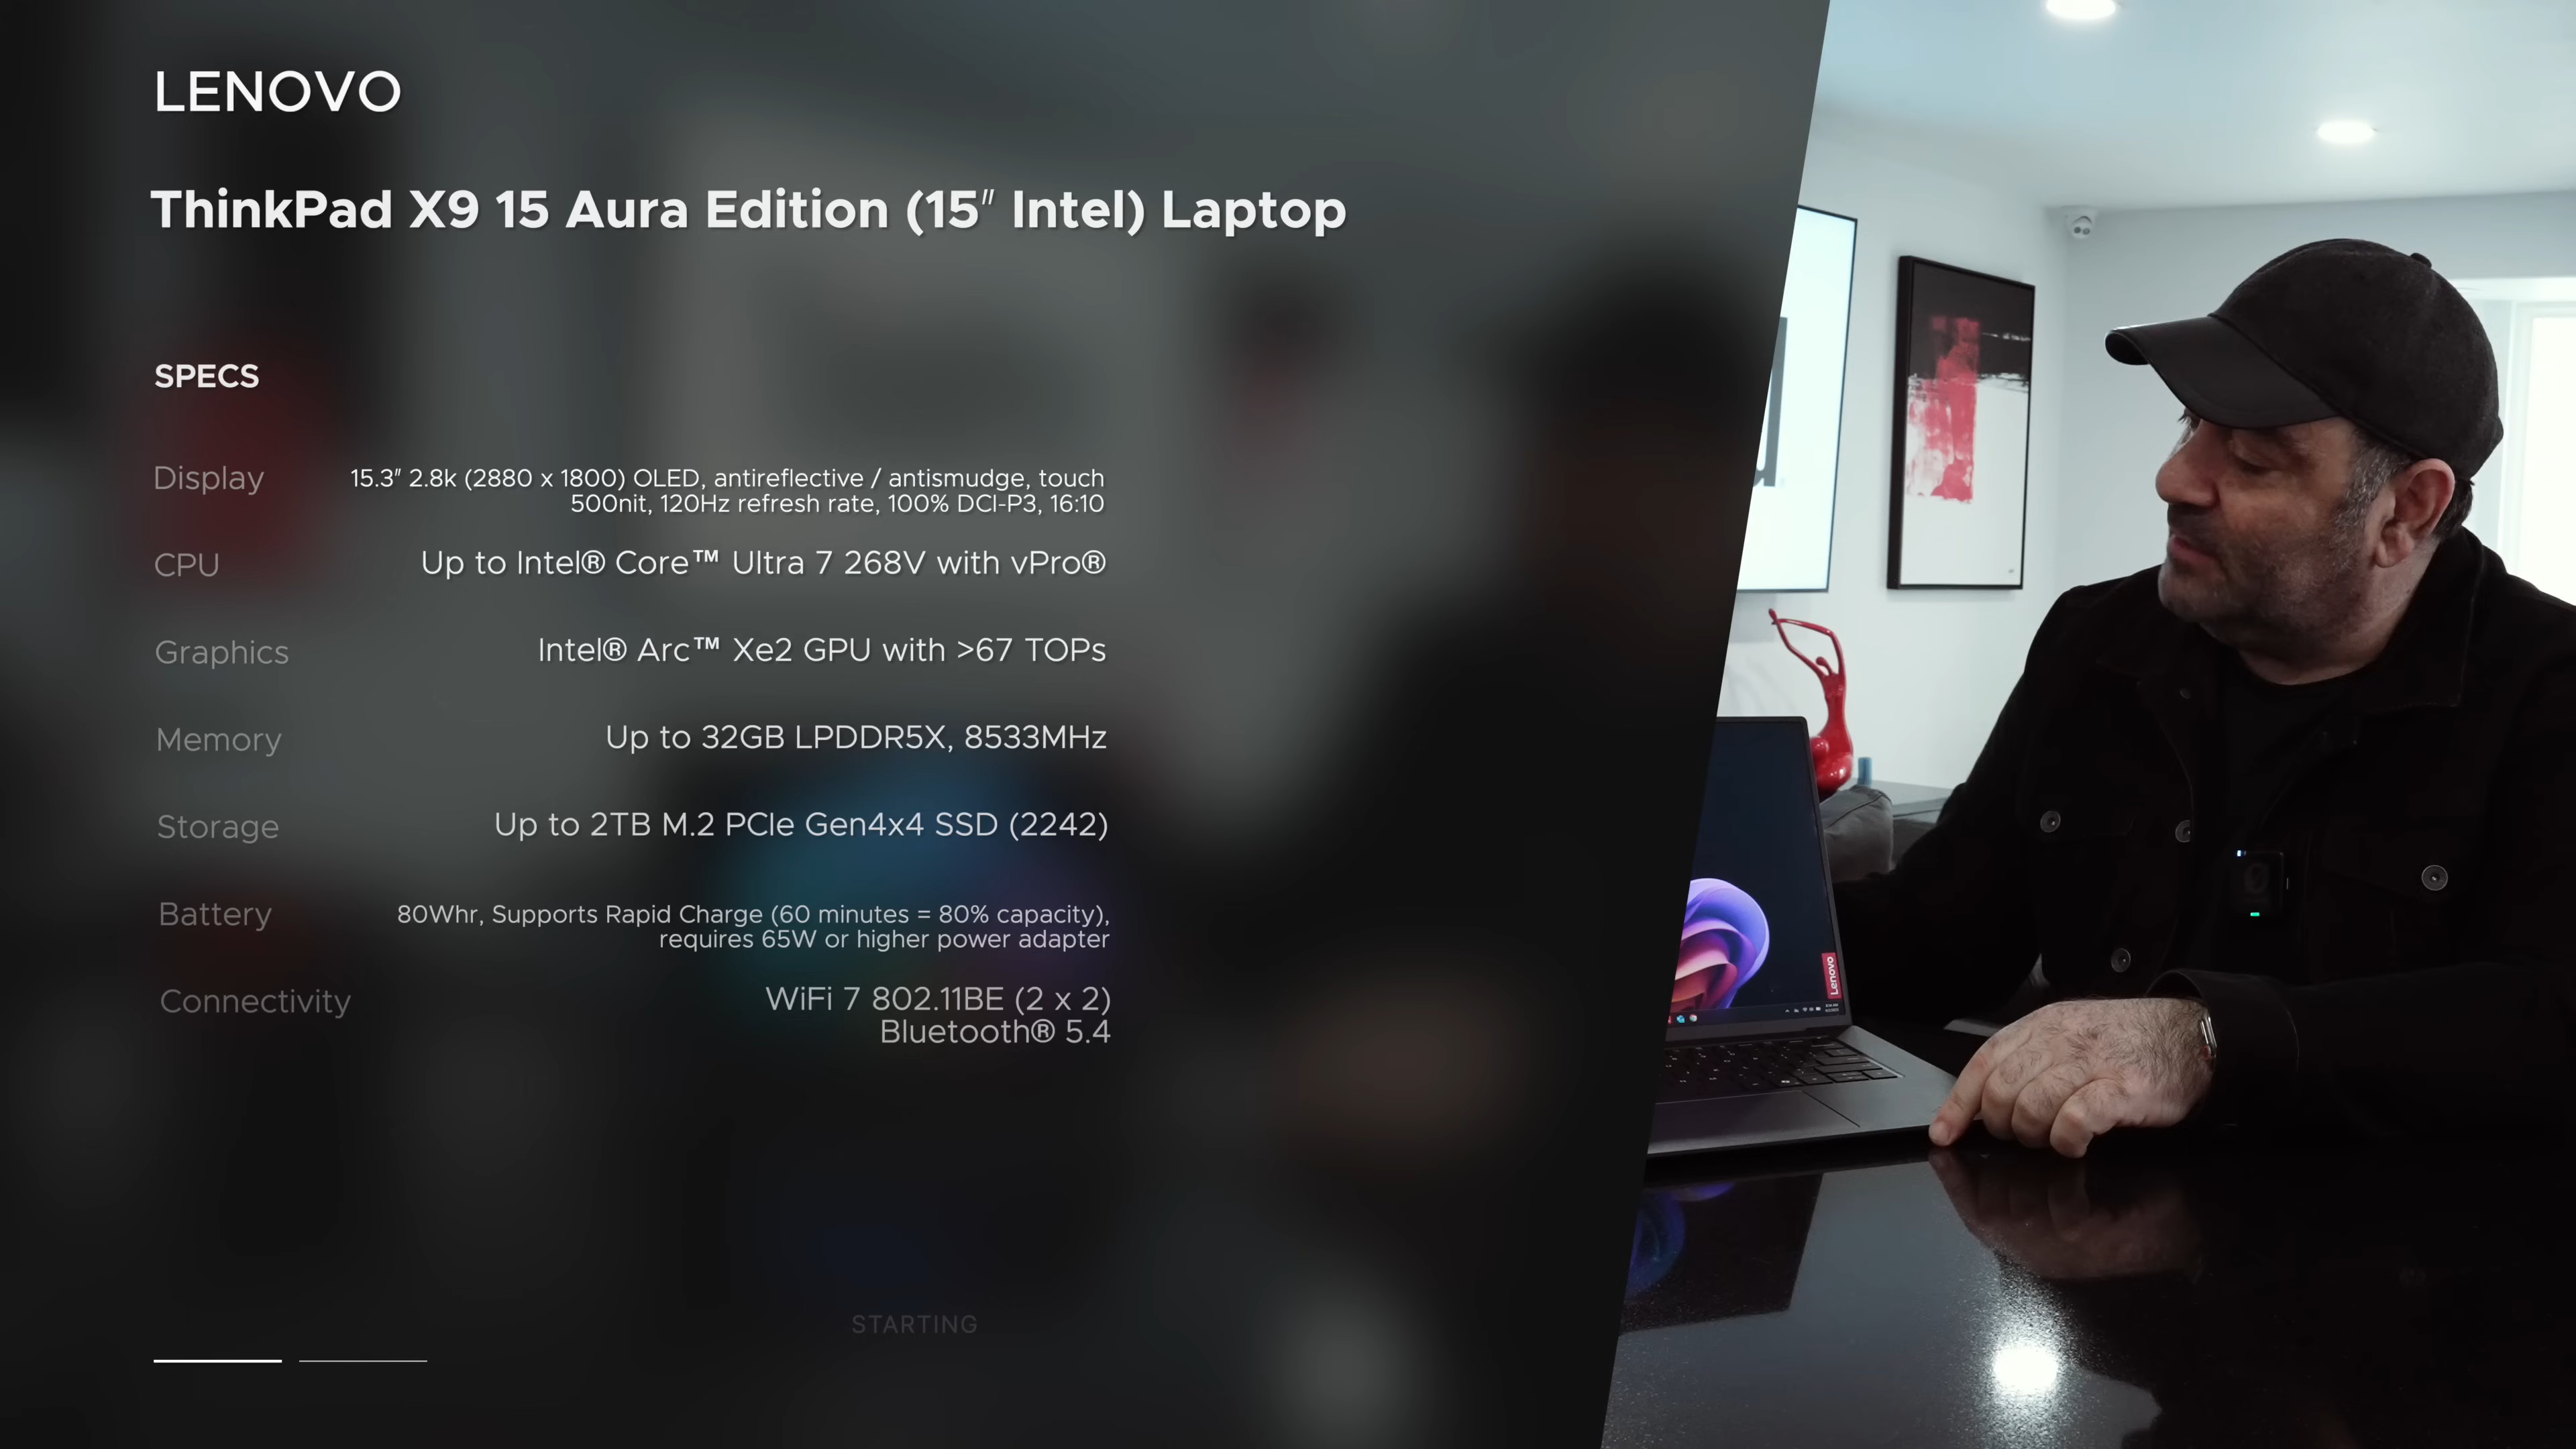 LENOVO
ThinkPad X9 15 Aura Edition (15" Intel) Laptop
SPECS
Display
15.3" 2.8k (2880 x 1800) OLED, antireflective / antismudge, touch
500nit, 120Hz refresh rate, 100% DCI-P3, 16:10
CPU
Up to Intel® Core™ Ultra 7 268V with vPro®
Graphics
Intel® Arc™ Xe2 GPU with >67 TOPs
Memory
Up to 32GB LPDDR5X, 8533MHz
Storage
Up to 2TB M.2 PCIe Gen4x4 SSD (2242)
Battery
80Whr, Supports Rapid Charge (60 minutes = 80% capacity),
requires 65W or higher power adapter
Connectivity
WiFi 7 802.11BE (2 x 2)
Bluetooth® 5.4
STARTING
Lenovo